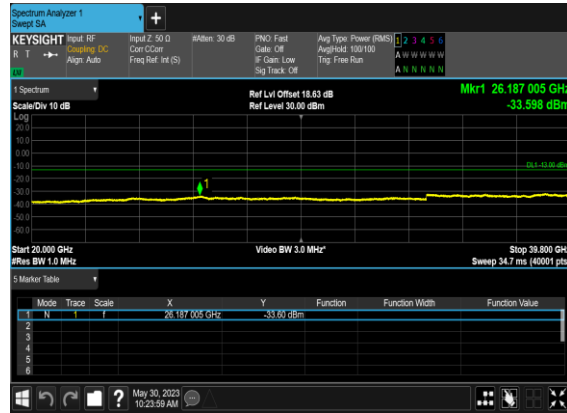 Spectrum Analyzer 1
Swept SA
+
KEYSIGHT Input: RF Input Z: 50 Ω #Atten: 30 dB PNO: Fast Avg Type: Power (RMS) 1 2 3 4 5 6
R T Coupling: DC Corr CCorr Gate: Off Avg|Hold: 100/100 A W W W W W
Align: Auto Freq Ref: Int (S) IF Gain: Low Trig: Free Run
Sig Track: Off A N N N N N
1 Spectrum Ref Lvl Offset 18.63 dB Mkr1 26.187 005 GHz
Scale/Div 10 dB Ref Level 30.00 dBm -33.598 dBm
Log
20.0
10.0
0.00
-10.0 DL1 -13.00 dBm
-20.0
-30.0 1
-40.0
-50.0
-60.0
Start 20.000 GHz Video BW 3.0 MHz* Stop 39.800 GHz
#Res BW 1.0 MHz Sweep 34.7 ms (40001 pts
5 Marker Table
Mode Trace Scale X Y Function Function Width Function Value
1 N 1 f 26.187 005 GHz -33.60 dBm
2
3
4
5
6
? May 30, 2023
10:23:59 AM